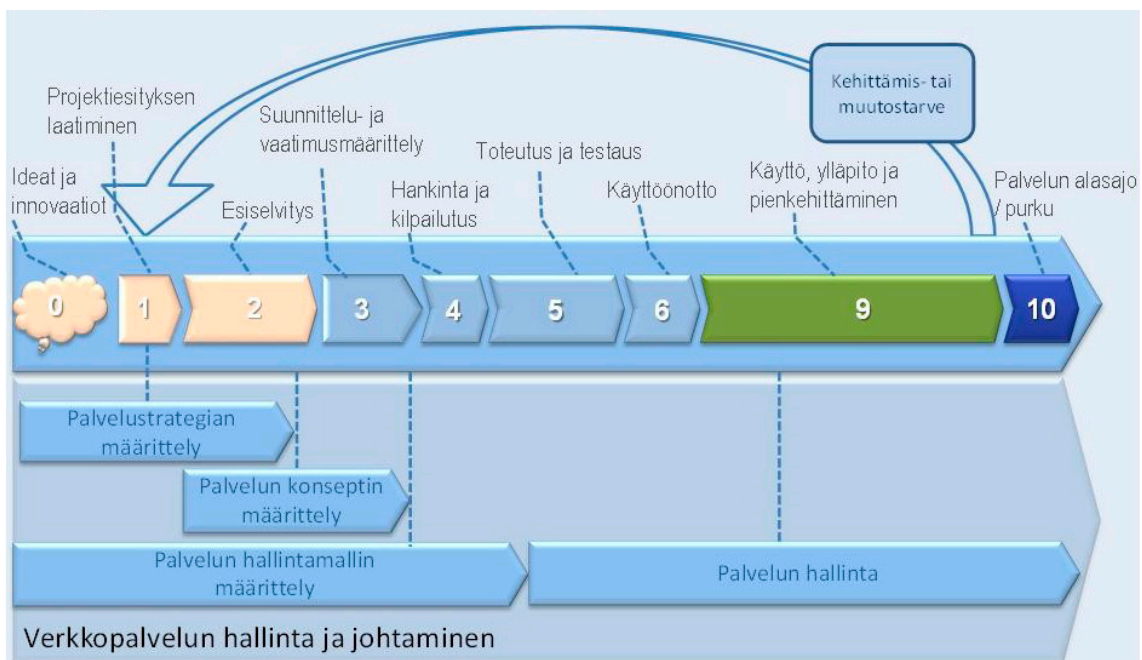 Kehittämis- tai
muutostarve
Projektiesityksen
laatiminen
Suunnittelu- ja
vaatimusmäärittely
Toteutus ja testaus
Käyttö, ylläpito ja
pienkehittäminen
Ideat ja
innovaatiot
Esiselvitys
Hankinta ja
kilpailutus
Käyttöönotto
Palvelun alasajo
/ purku
0
1
2
3
4
5
6
9
10
Palvelustrategian
määrittely
Palvelun konseptin
määrittely
Palvelun hallintamallin
määrittely
Palvelun hallinta
Verkkopalvelun hallinta ja johtaminen